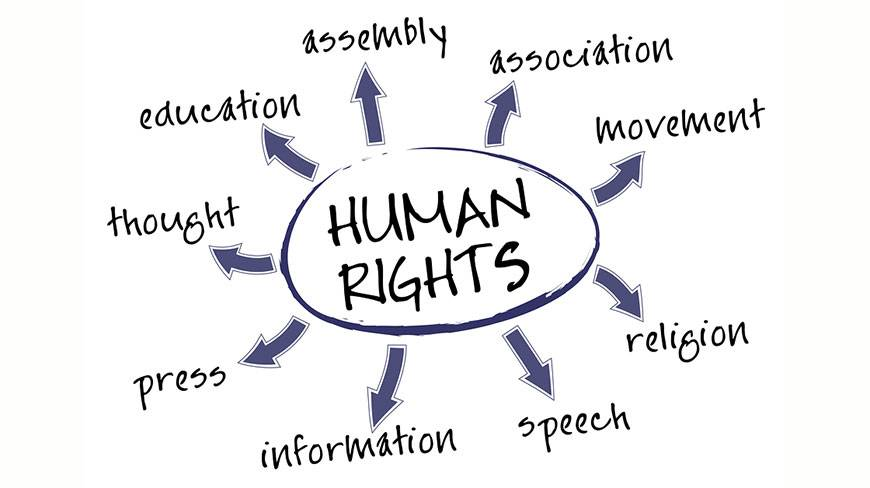 assembly
association
education
movement
thought
HUMAN
RIGHTS
religion
press
speech
information